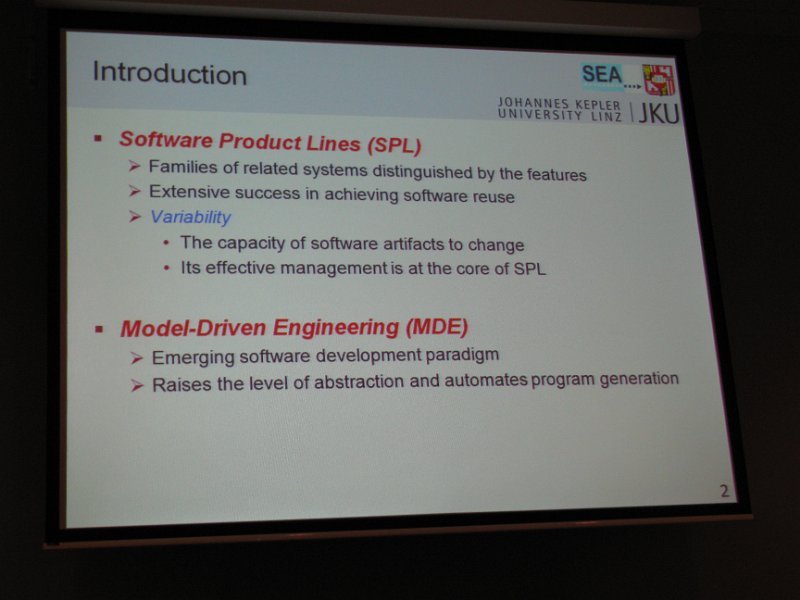 Introduction
SEA
JOHANNES KEPLER
UNIVERSITY LINZ | JKU
▪ Software Product Lines (SPL)
➢ Families of related systems distinguished by the features
➢ Extensive success in achieving software reuse
➢ Variability
• The capacity of software artifacts to change
• Its effective management is at the core of SPL
▪ Model-Driven Engineering (MDE)
➢ Emerging software development paradigm
➢ Raises the level of abstraction and automates program generation
2